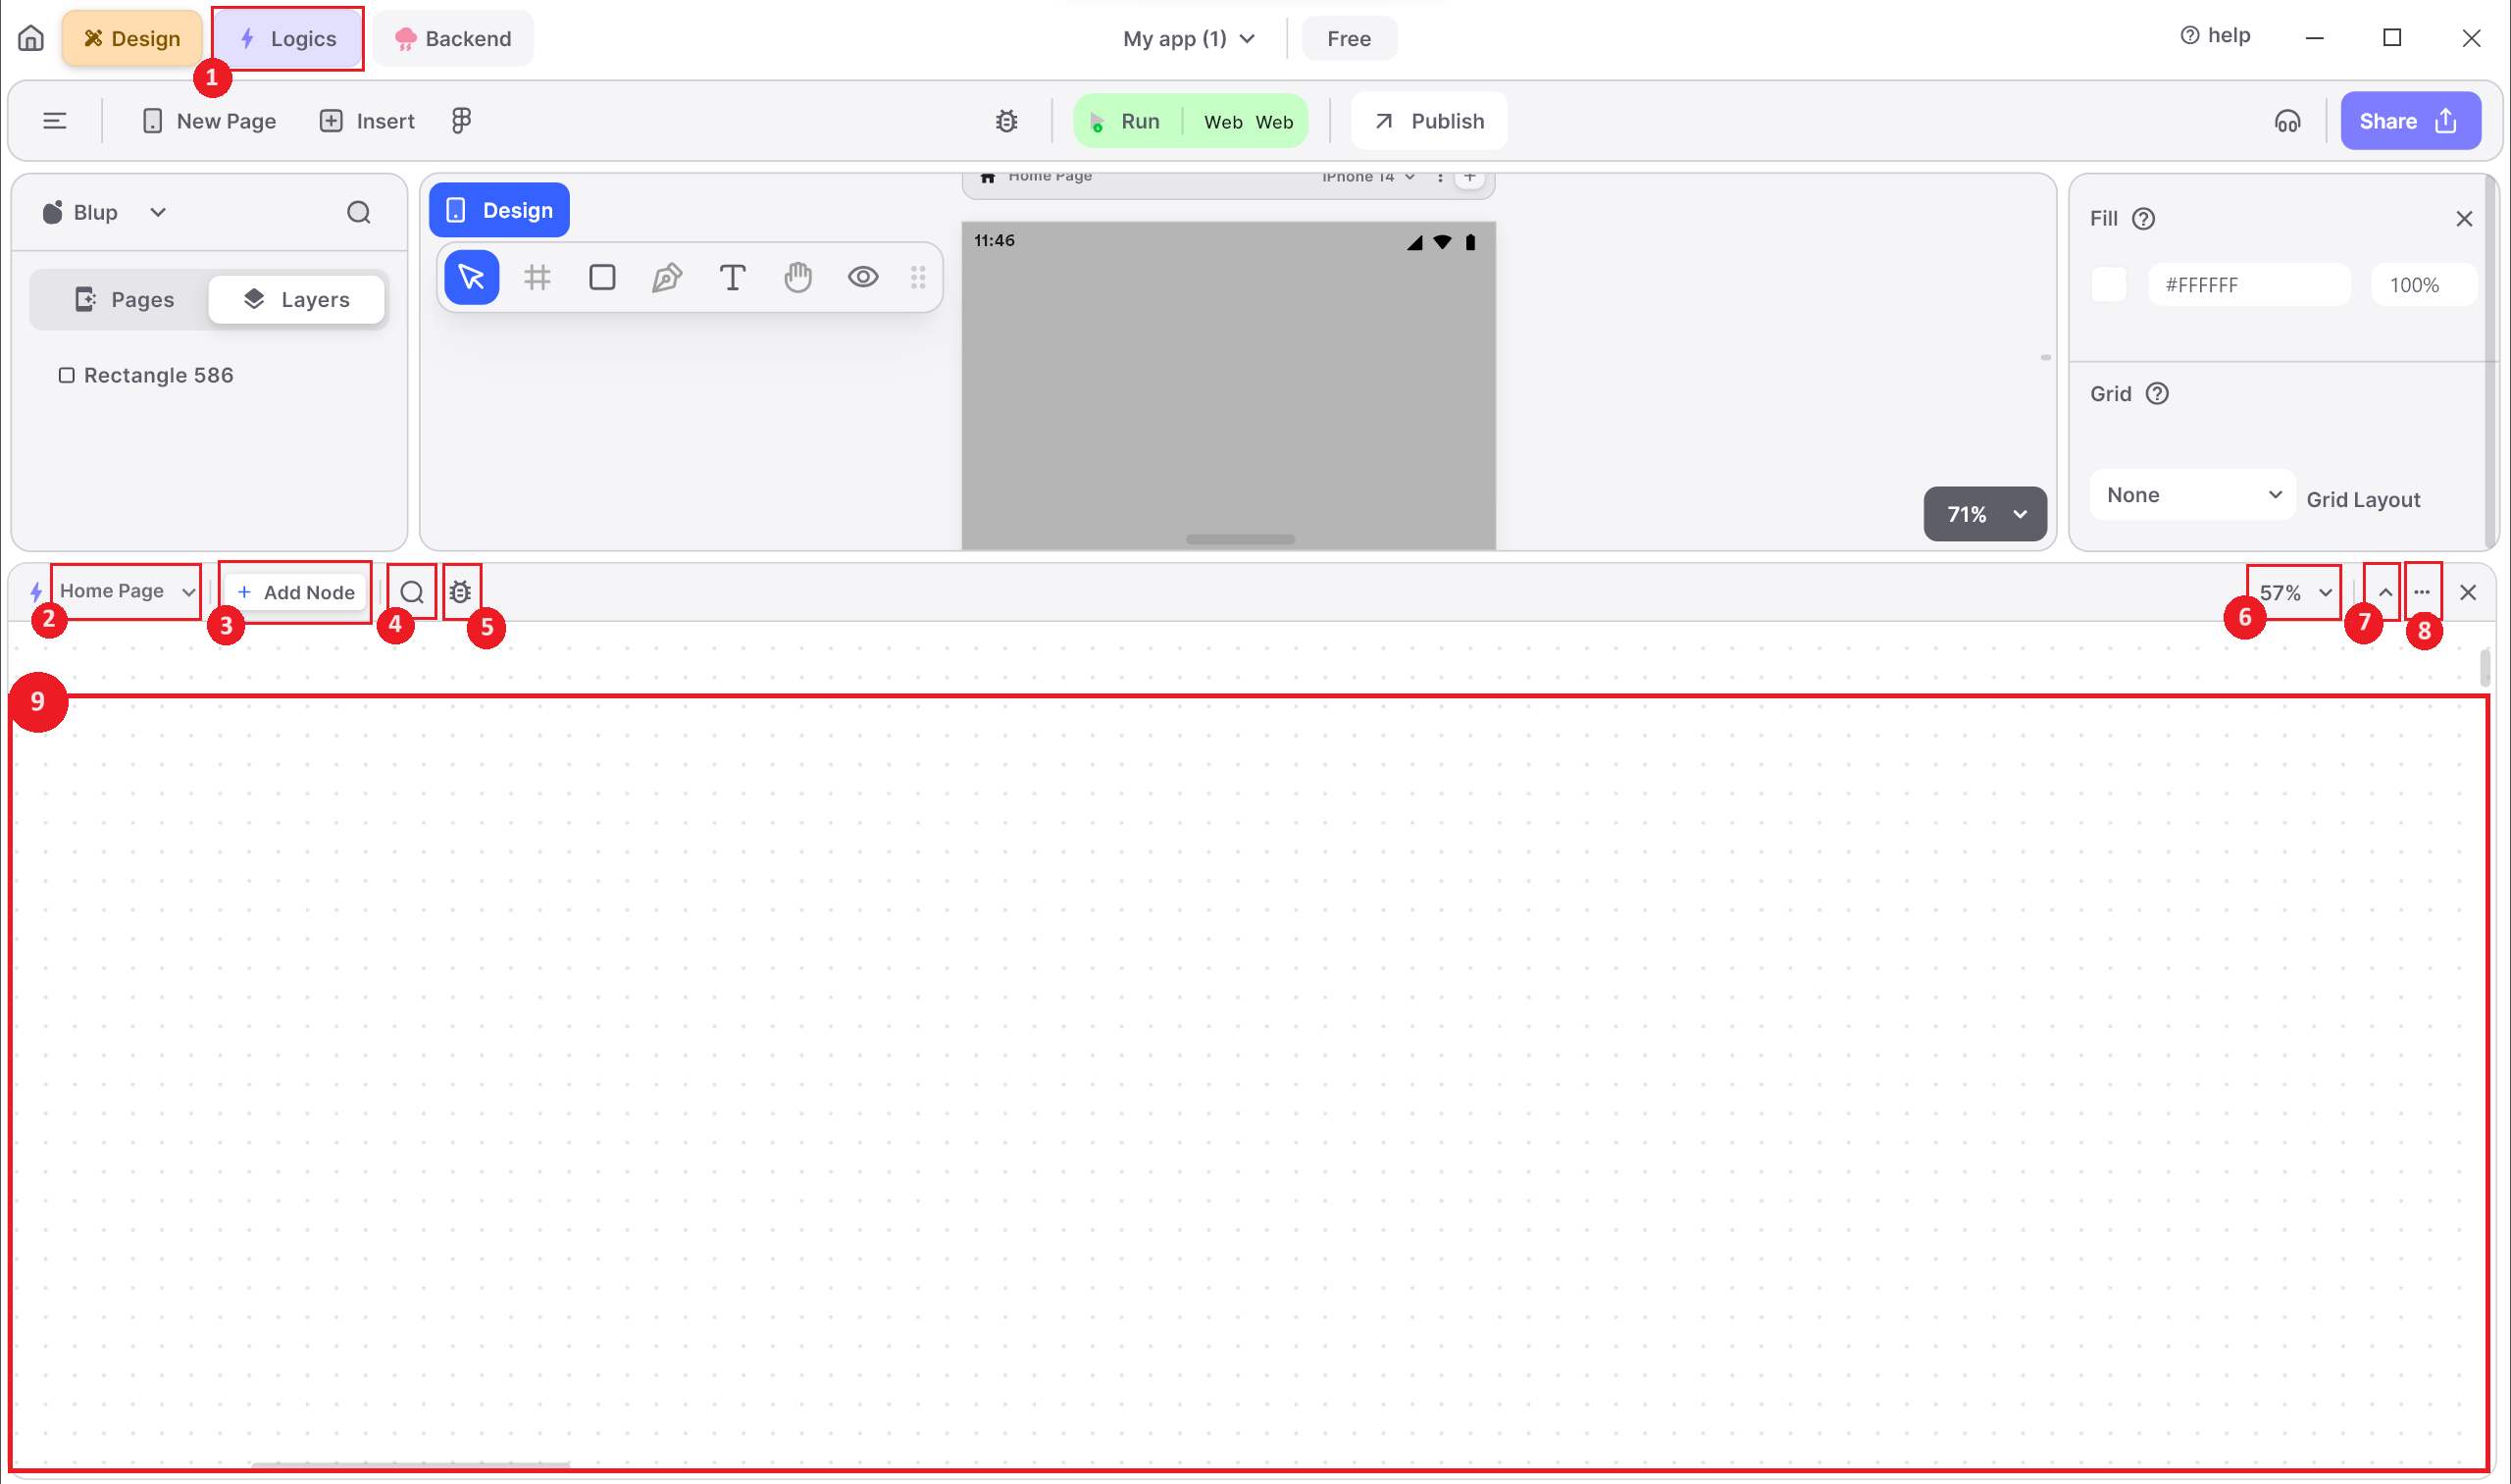 Design
Logics
Backend
My app (1)
Free
help
1
New Page
Insert
Run
Web Web
Publish
Share
Blup
Design
Home Page
iPhone 14
Fill
11:46
#FFFFFF
100%
Pages
Layers
Rectangle 586
Grid
None
Grid Layout
71%
Home Page
+ Add Node
57%
2
3
4
5
6
7
8
9